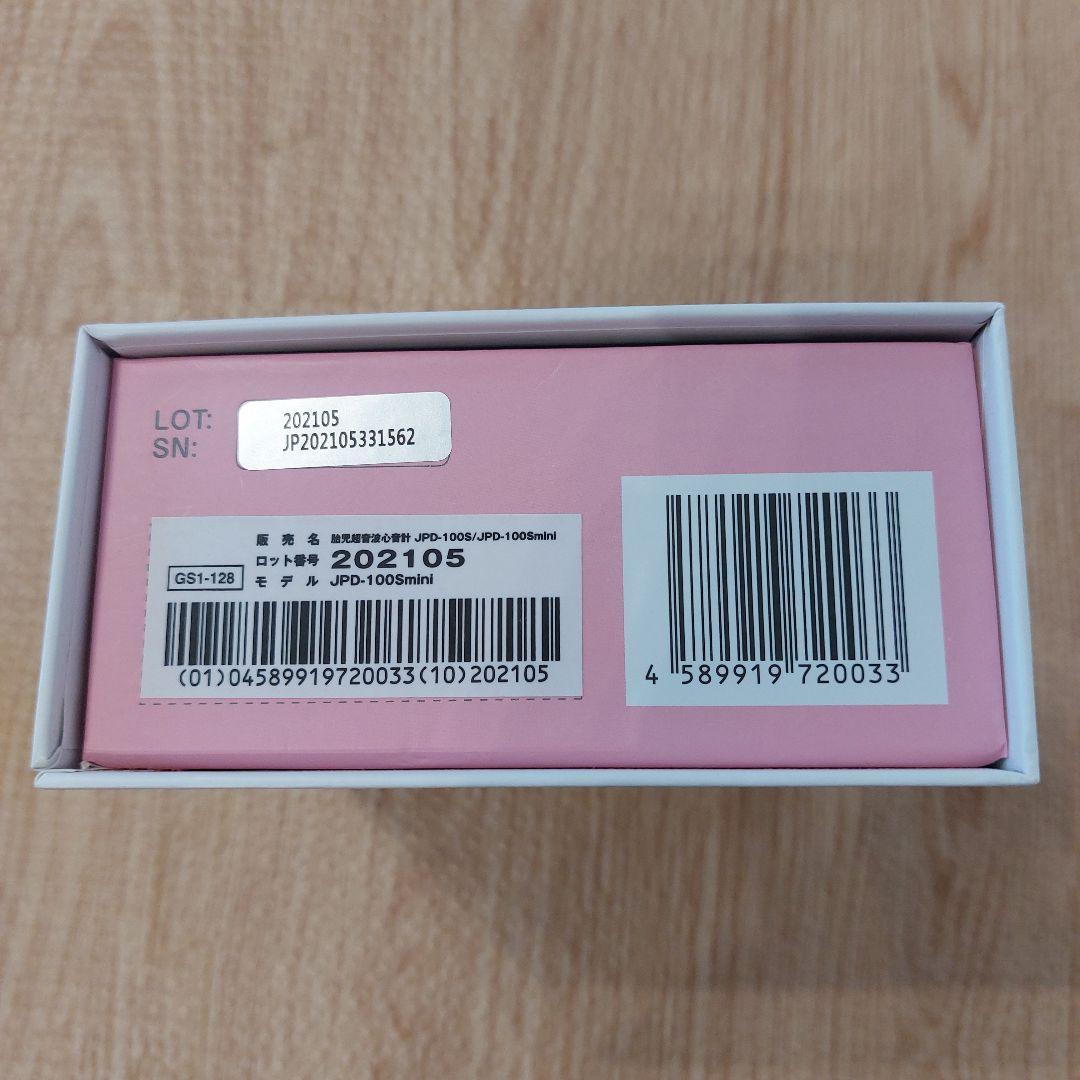 LOT: 202105
SN: JP202105331562
販売名 胎児超音波心音計 JPD-100S/JPD-100Smini
ロット番号 202105
GS1-128 モデル JPD-100Smini
(01)04589919720033(10)202105
4 589919 720033